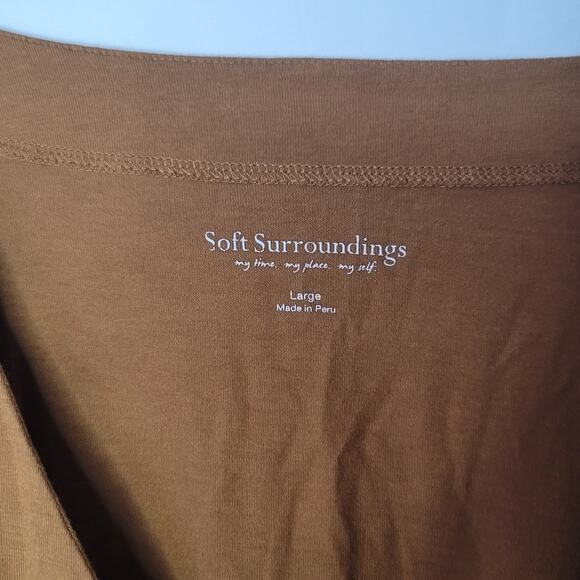 Soft Surroundings
my time. my place. my self.
Large
Made in Peru